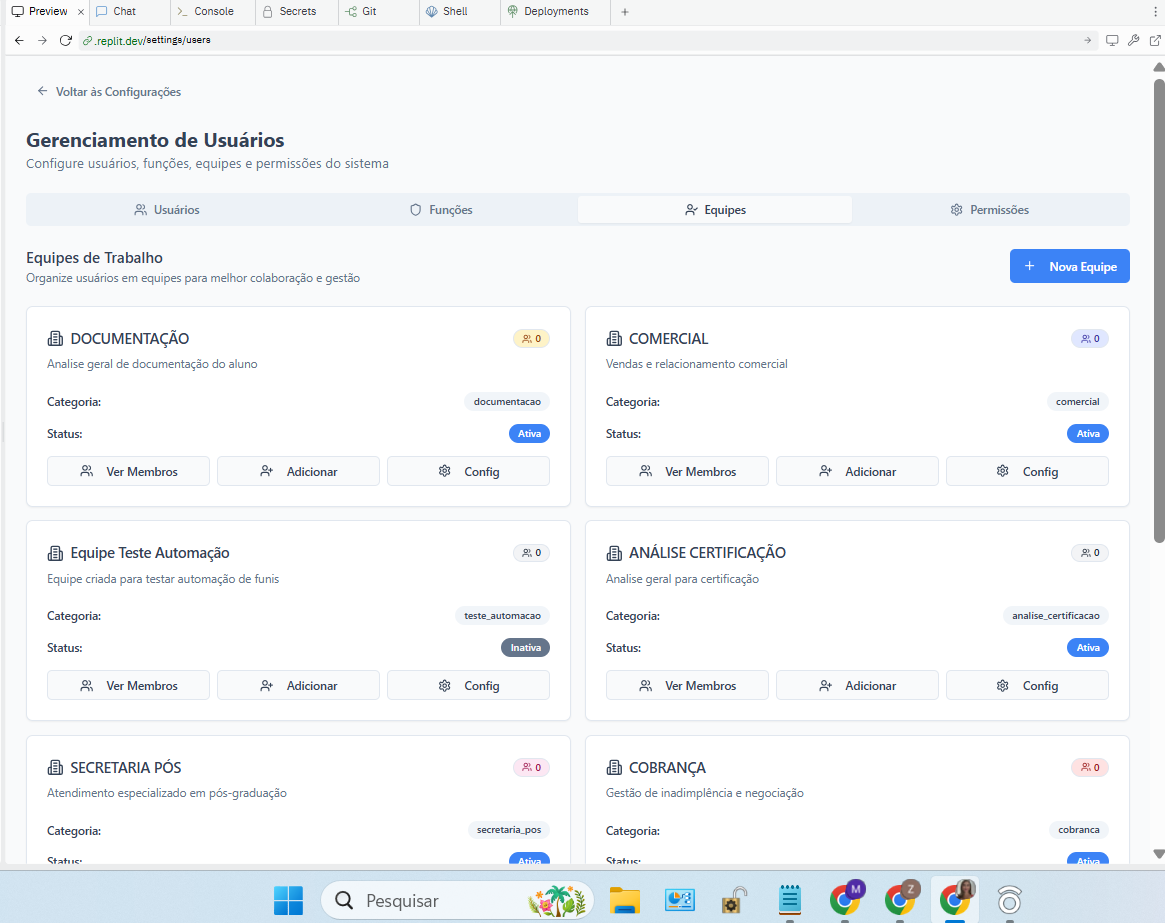 Preview × Chat Console Secrets Git Shell Deployments +
.replit.dev/settings/users
Voltar às Configurações
Gerenciamento de Usuários
Configure usuários, funções, equipes e permissões do sistema
Usuários Funções Equipes Permissões
Equipes de Trabalho
Organize usuários em equipes para melhor colaboração e gestão
+ Nova Equipe
DOCUMENTAÇÃO 0
Analise geral de documentação do aluno
Categoria: documentacao
Status: Ativa
Ver Membros Adicionar Config
COMERCIAL 0
Vendas e relacionamento comercial
Categoria: comercial
Status: Ativa
Ver Membros Adicionar Config
Equipe Teste Automação 0
Equipe criada para testar automação de funis
Categoria: teste_automacao
Status: Inativa
Ver Membros Adicionar Config
ANÁLISE CERTIFICAÇÃO 0
Analise geral para certificação
Categoria: analise_certificacao
Status: Ativa
Ver Membros Adicionar Config
SECRETARIA PÓS 0
Atendimento especializado em pós-graduação
Categoria: secretaria_pos
Status: Ativa
COBRANÇA 0
Gestão de inadimplência e negociação
Categoria: cobranca
Status: Ativa
Pesquisar
M
Z